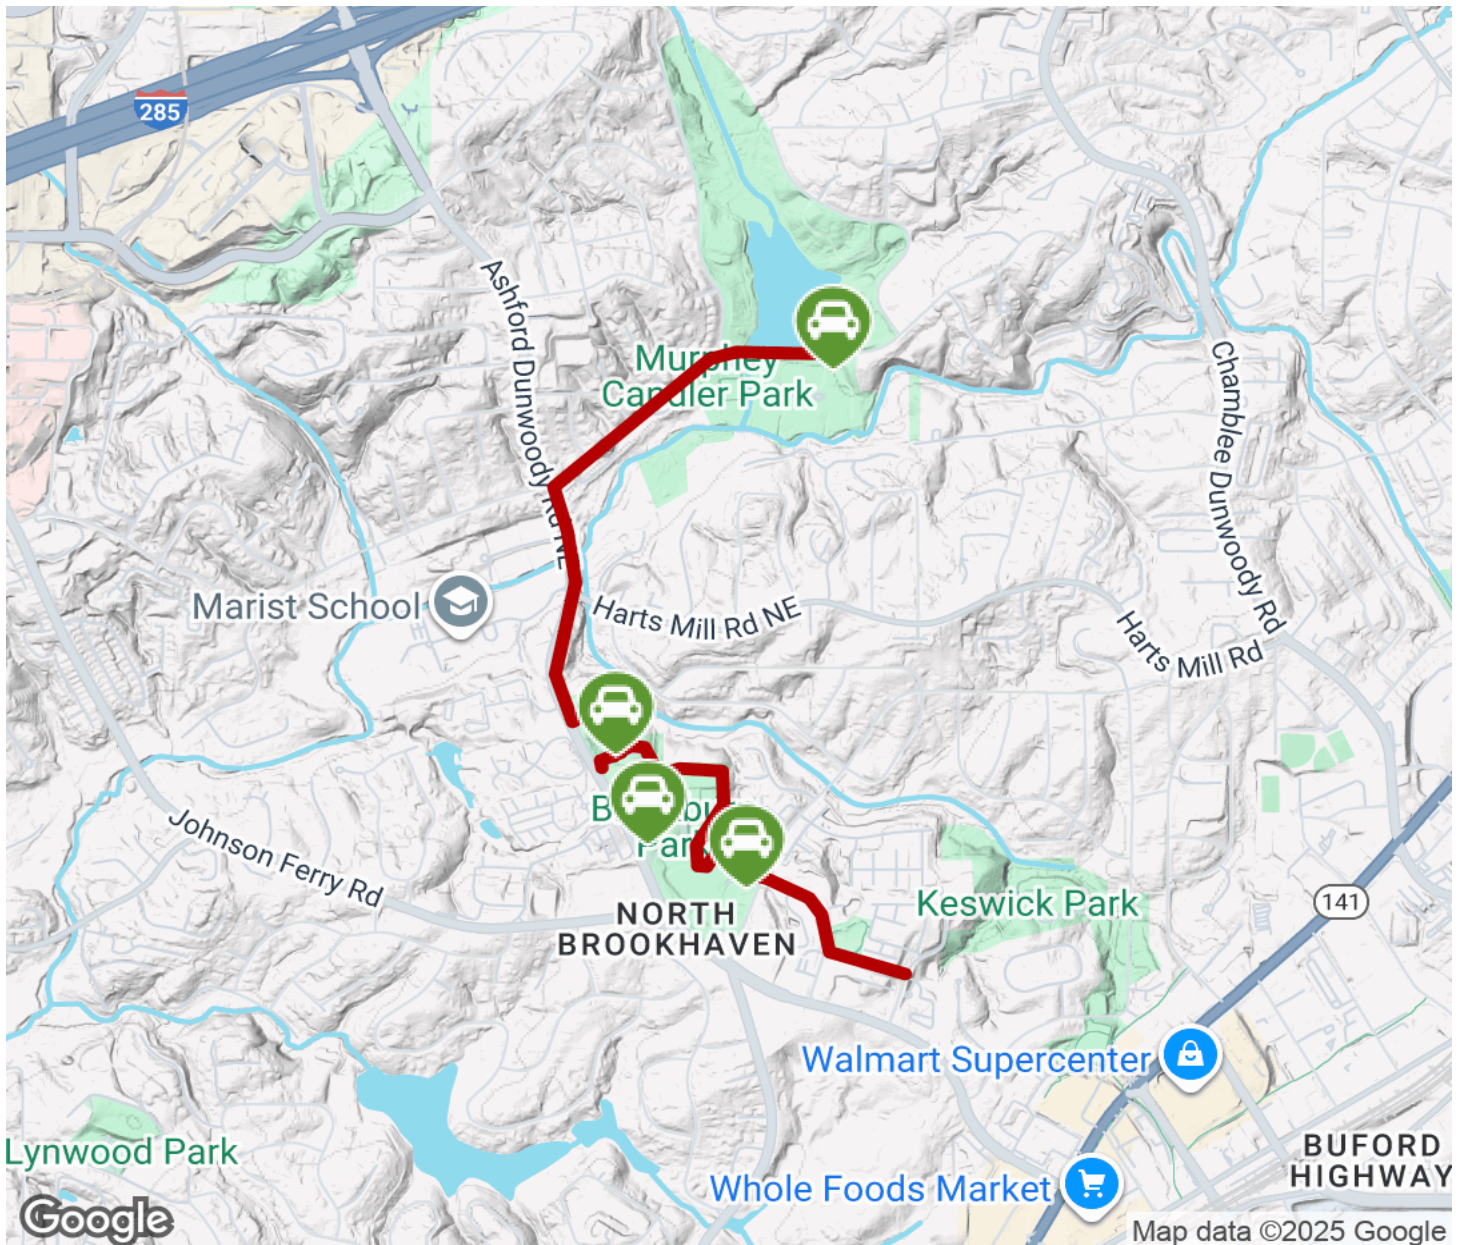 285
Ashford Dunwoody Rd NE
Murphey
Candler Park
Chamblee Dunwoody Rd
Marist School
Harts Mill Rd NE
Harts Mill Rd
Johnson Ferry Rd
Park
NORTH
BROOKHAVEN
Keswick Park
141
Walmart Supercenter
Lynwood Park
BUFORD
HIGHWAY
Whole Foods Market
Google
Map data ©2025 Google